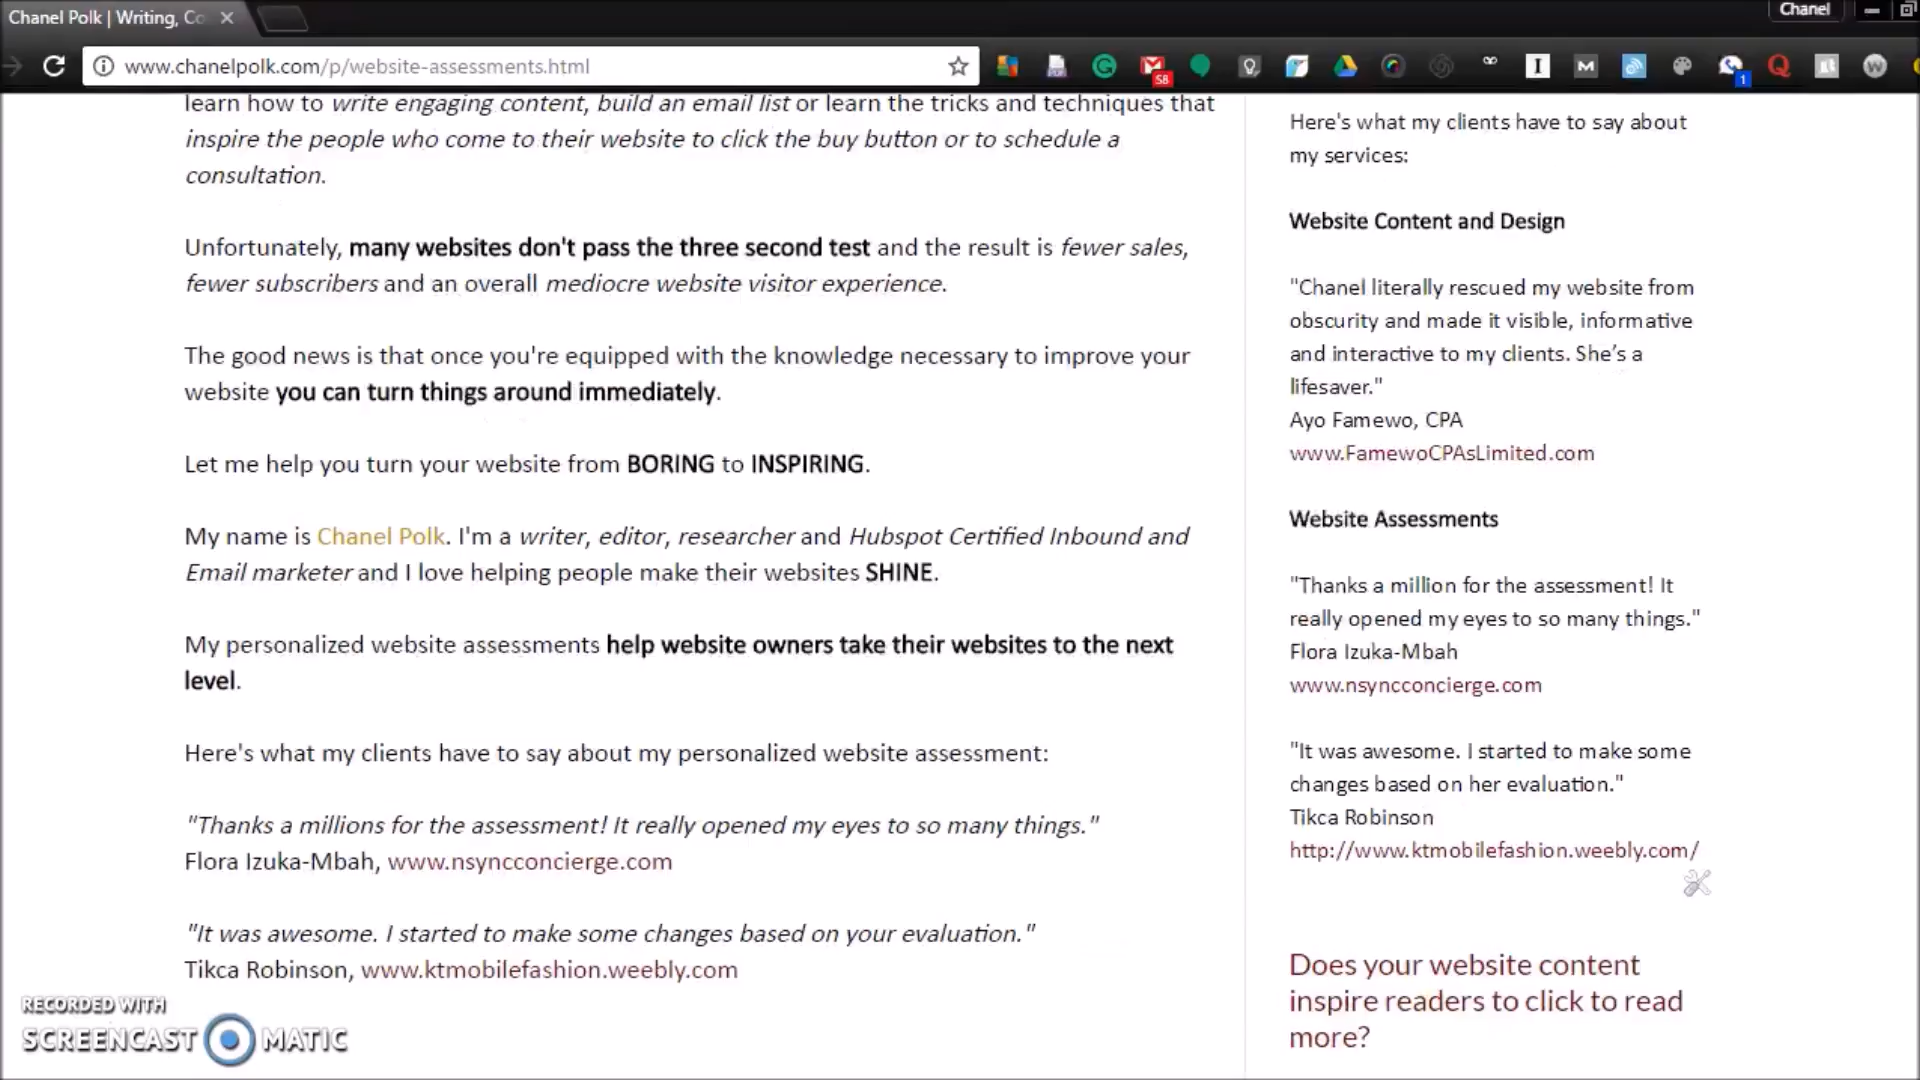 Chanel Polk | Writing, Co
Chanel
www.chanelpolk.com/p/website-assessments.html
58
1
learn how to write engaging content, build an email list or learn the tricks and techniques that
inspire the people who come to their website to click the buy button or to schedule a
consultation.
Unfortunately, many websites don't pass the three second test and the result is fewer sales,
fewer subscribers and an overall mediocre website visitor experience.
The good news is that once you're equipped with the knowledge necessary to improve your
website you can turn things around immediately.
Let me help you turn your website from BORING to INSPIRING.
My name is Chanel Polk. I'm a writer, editor, researcher and Hubspot Certified Inbound and
Email marketer and I love helping people make their websites SHINE.
My personalized website assessments help website owners take their websites to the next
level.
Here's what my clients have to say about my personalized website assessment:
"Thanks a millions for the assessment! It really opened my eyes to so many things."
Flora Izuka-Mbah, www.nsyncconcierge.com
"It was awesome. I started to make some changes based on your evaluation."
Tikca Robinson, www.ktmobilefashion.weebly.com
Here's what my clients have to say about
my services:
Website Content and Design
"Chanel literally rescued my website from
obscurity and made it visible, informative
and interactive to my clients. She’s a
lifesaver."
Ayo Famewo, CPA
www.FamewoCPAsLimited.com
Website Assessments
"Thanks a million for the assessment! It
really opened my eyes to so many things."
Flora Izuka-Mbah
www.nsyncconcierge.com
"It was awesome. I started to make some
changes based on her evaluation."
Tikca Robinson
http://www.ktmobilefashion.weebly.com/
Does your website content
inspire readers to click to read
more?
RECORDED WITH
SCREENCAST MATIC